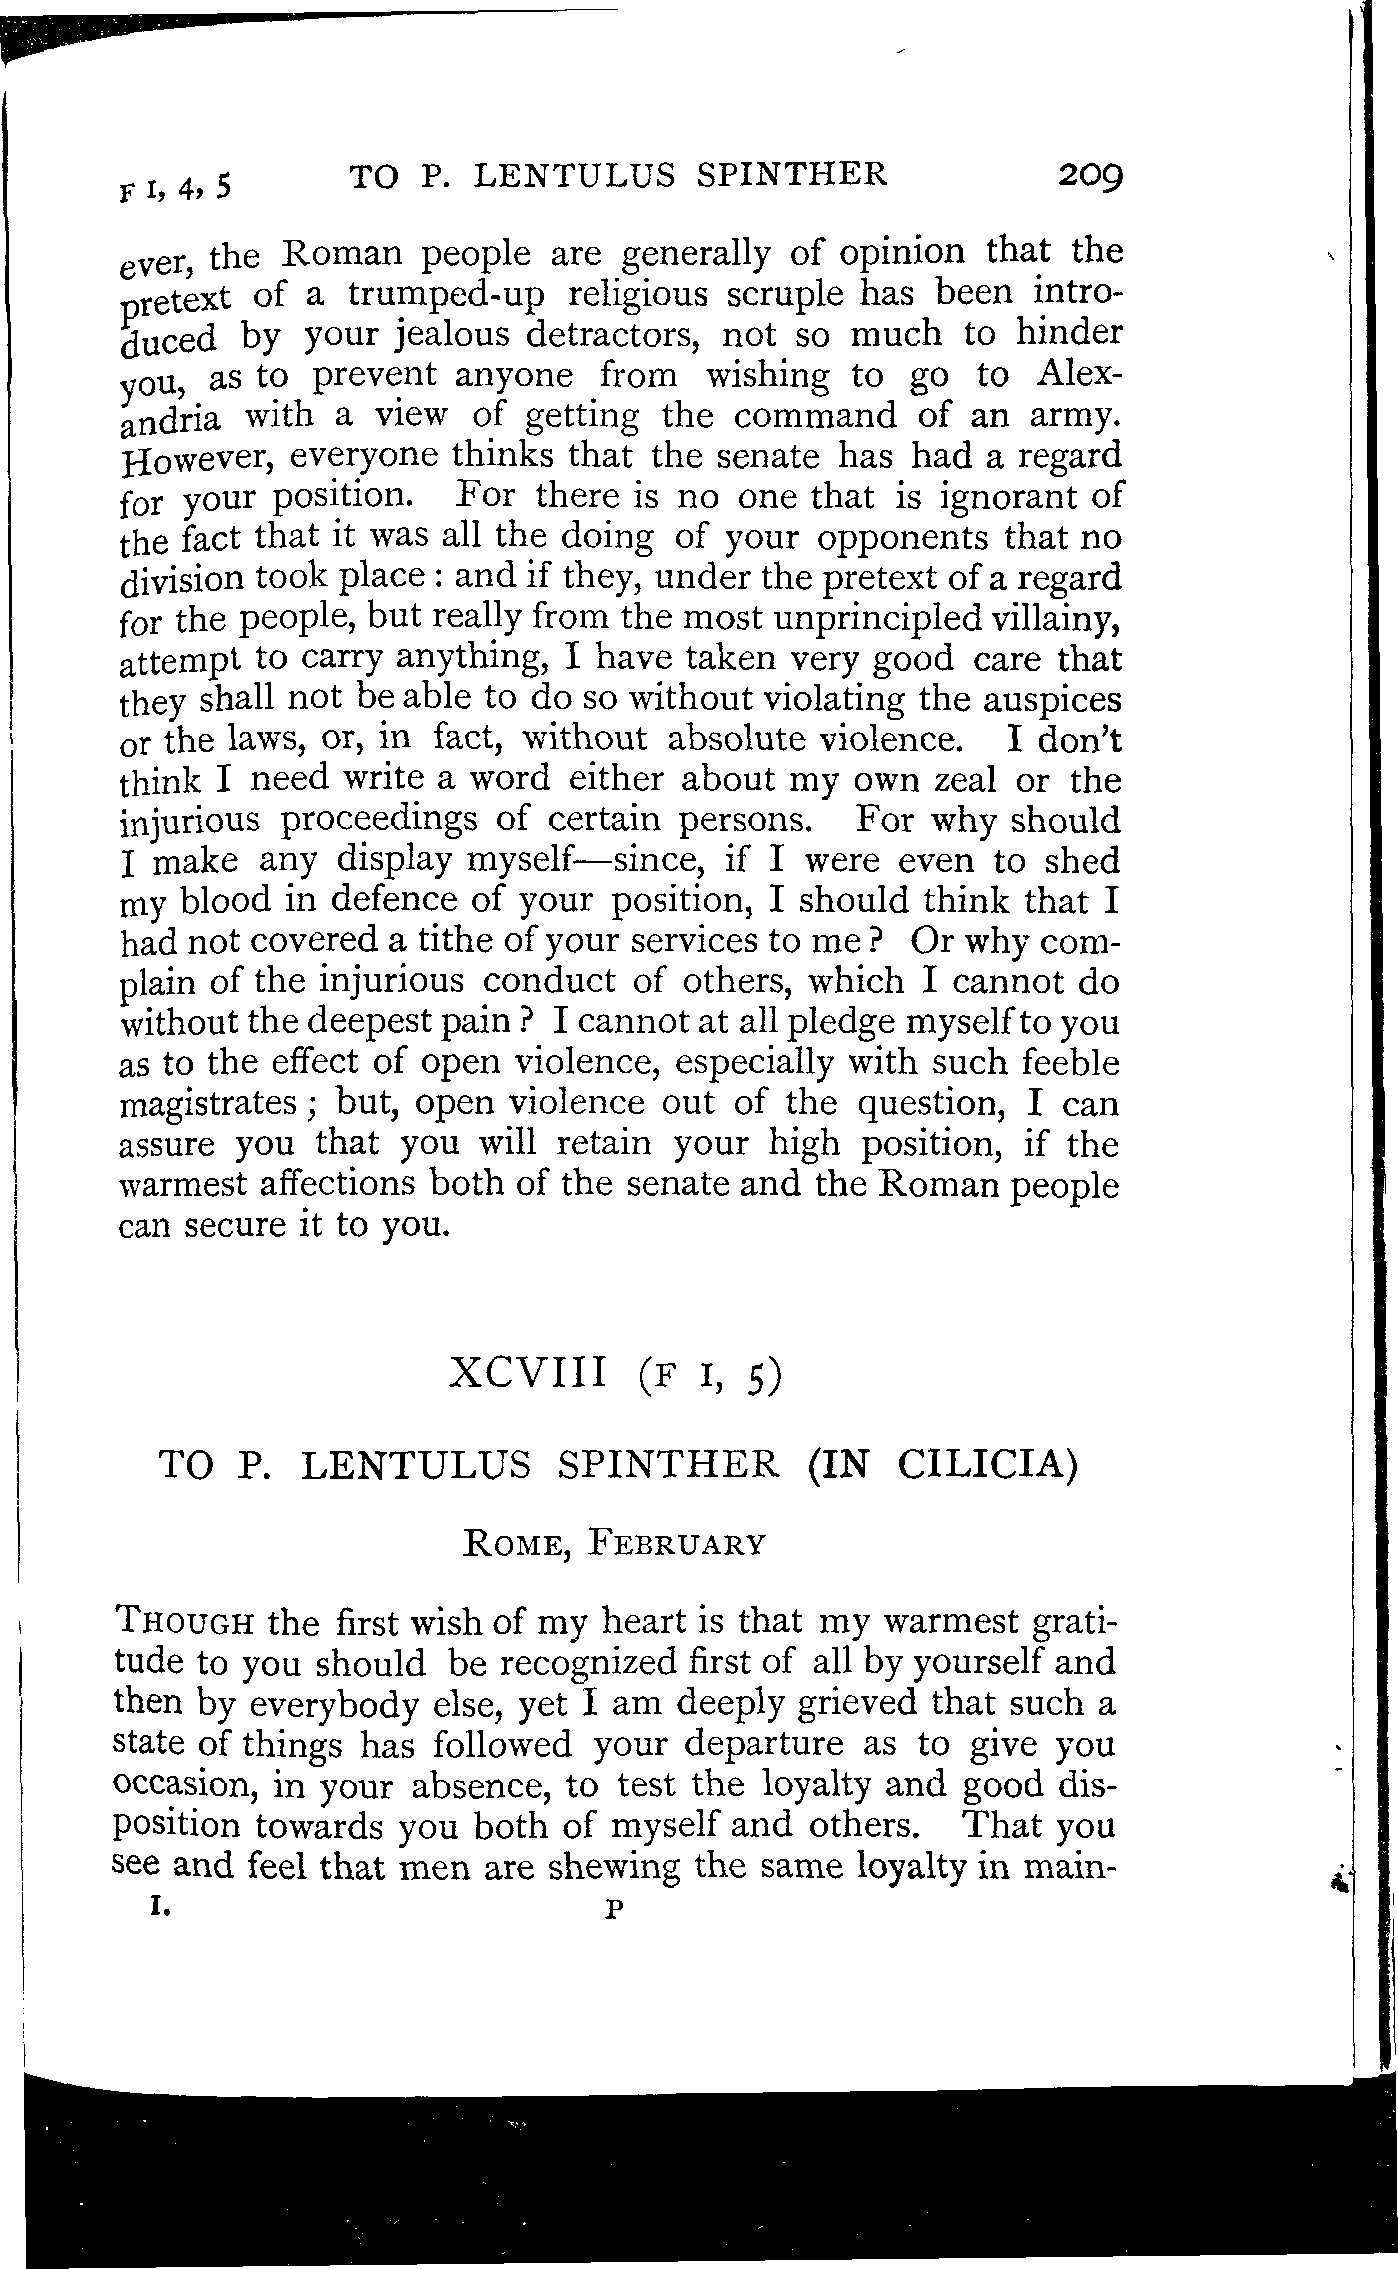 F I, 4, 5 TO P. LENTULUS SPINTHER 209
ever, the Roman people are generally of opinion that the
pretext of a trumped-up religious scruple has been intro-
duced by your jealous detractors, not so much to hinder
you, as to prevent anyone from wishing to go to Alex-
andria with a view of getting the command of an army.
However, everyone thinks that the senate has had a regard
for your position. For there is no one that is ignorant of
the fact that it was all the doing of your opponents that no
division took place : and if they, under the pretext of a regard
for the people, but really from the most unprincipled villainy,
attempt to carry anything, I have taken very good care that
they shall not be able to do so without violating the auspices
or the laws, or, in fact, without absolute violence. I don't
think I need write a word either about my own zeal or the
injurious proceedings of certain persons. For why should
I make any display myself—since, if I were even to shed
my blood in defence of your position, I should think that I
had not covered a tithe of your services to me ? Or why com-
plain of the injurious conduct of others, which I cannot do
without the deepest pain ? I cannot at all pledge myself to you
as to the effect of open violence, especially with such feeble
magistrates ; but, open violence out of the question, I can
assure you that you will retain your high position, if the
warmest affections both of the senate and the Roman people
can secure it to you.
XCVIII (F I, 5)
TO P. LENTULUS SPINTHER (IN CILICIA)
ROME, FEBRUARY
THOUGH the first wish of my heart is that my warmest grati-
tude to you should be recognized first of all by yourself and
then by everybody else, yet I am deeply grieved that such a
state of things has followed your departure as to give you
occasion, in your absence, to test the loyalty and good dis-
position towards you both of myself and others. That you
see and feel that men are shewing the same loyalty in main-
I. P